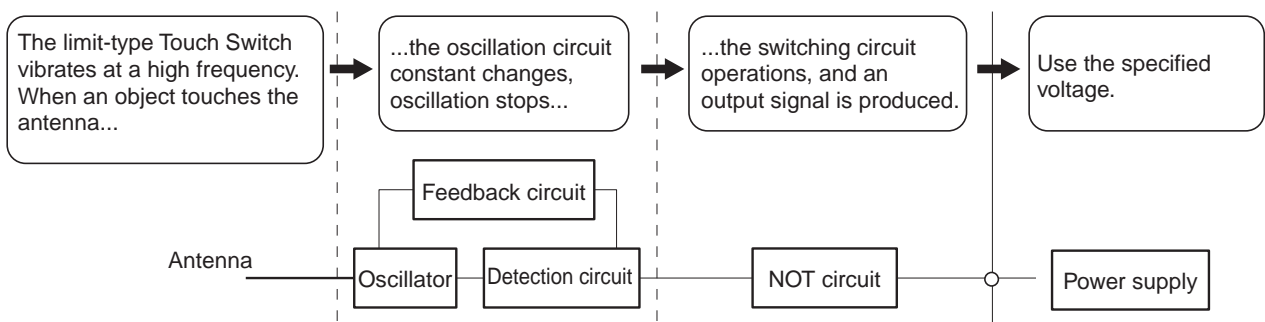 The limit-type Touch Switch
vibrates at a high frequency.
When an object touches the
antenna...
...the oscillation circuit
constant changes,
oscillation stops...
...the switching circuit
operations, and an
output signal is produced.
Use the specified
voltage.
Feedback circuit
Antenna
Oscillator
Detection circuit
NOT circuit
Power supply